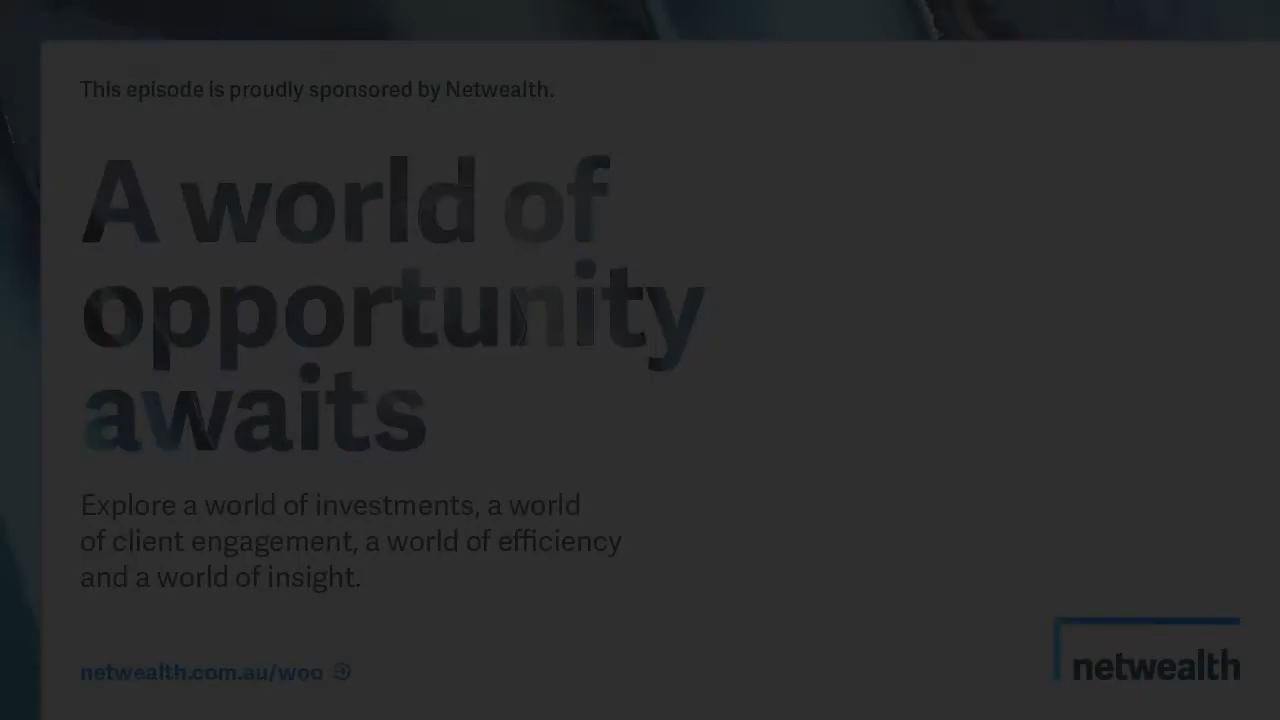 This episode is proudly sponsored by Netwealth.
A world of
opportunity
awaits
Explore a world of investments, a world
of client engagement, a world of efficiency
and a world of insight.
netwealth.com.au/woo
netwealth